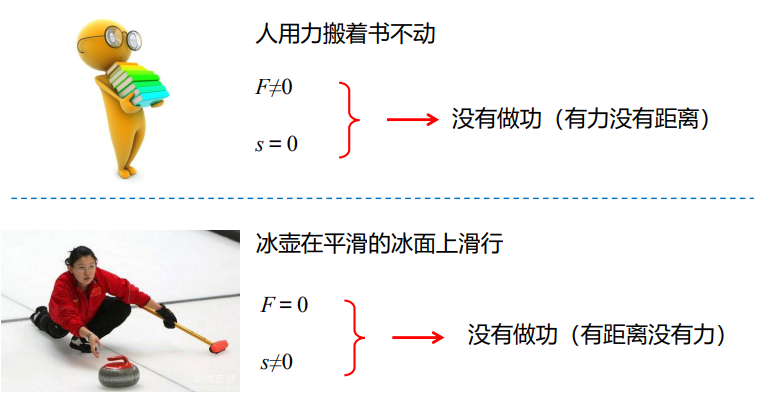 人用力搬着书不动
F≠0
s = 0
没有做功（有力没有距离）
冰壶在平滑的冰面上滑行
F = 0
s≠0
没有做功（有距离没有力）